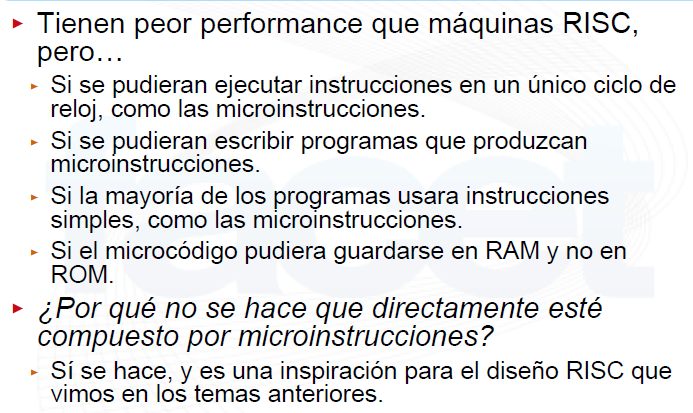 Tienen peor performance que máquinas RISC,
pero…
Si se pudieran ejecutar instrucciones en un único ciclo de
reloj, como las microinstrucciones.
Si se pudieran escribir programas que produzcan
microinstrucciones.
Si la mayoría de los programas usara instrucciones
simples, como las microinstrucciones.
Si el microcódigo pudiera guardarse en RAM y no en
ROM.
¿Por qué no se hace que directamente esté
compuesto por microinstrucciones?
Sí se hace, y es una inspiración para el diseño RISC que
vimos en los temas anteriores.